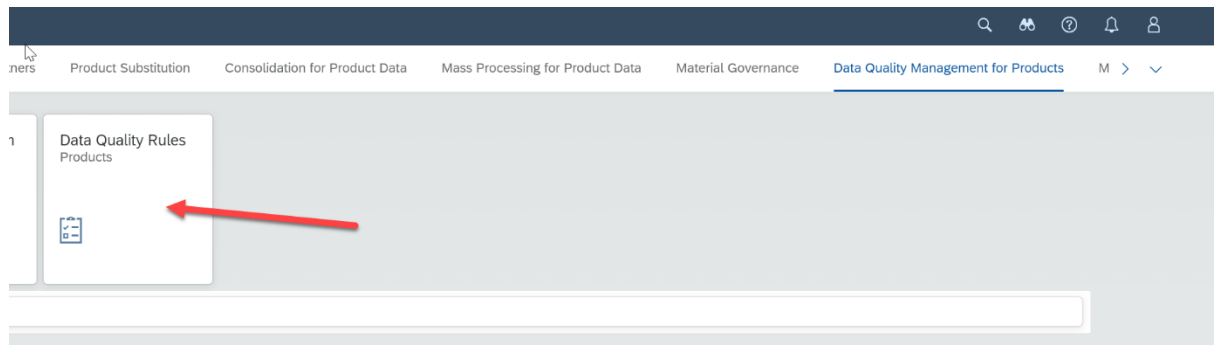 tners Product Substitution Consolidation for Product Data Mass Processing for Product Data Material Governance Data Quality Management for Products M
n
Data Quality Rules
Products